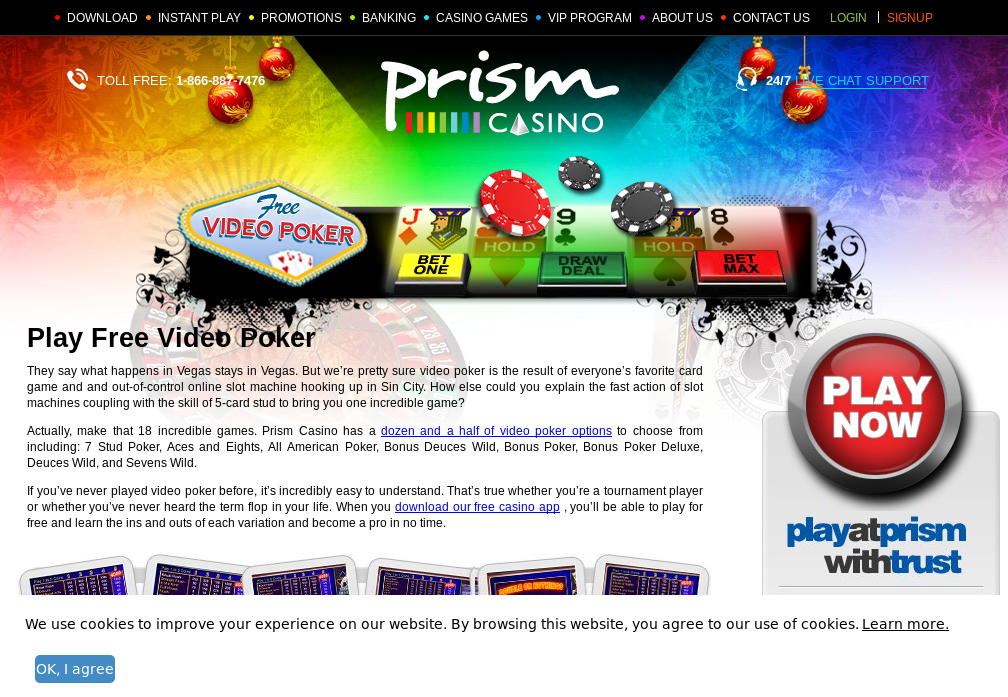 DOWNLOAD INSTANT PLAY PROMOTIONS BANKING CASINO GAMES VIP PROGRAM ABOUT US CONTACT US LOGIN SIGNUP
TOLL FREE: 1-866-887-7476
prism
CASINO
24/7 LIVE CHAT SUPPORT
Free
VIDEO POKER
J 9 8
HOLD HOLD
BET ONE
DRAW DEAL
BET MAX
Play Free Video Poker
They say what happens in Vegas stays in Vegas. But we're pretty sure video poker is the result of everyone's favorite card
game and and out-of-control online slot machine hooking up in Sin City. How else could you explain the fast action of slot
machines coupling with the skill of 5-card stud to bring you one incredible game?
Actually, make that 18 incredible games. Prism Casino has a dozen and a half of video poker options to choose from
including: 7 Stud Poker, Aces and Eights, All American Poker, Bonus Deuces Wild, Bonus Poker, Bonus Poker Deluxe,
Deuces Wild, and Sevens Wild.
If you've never played video poker before, it's incredibly easy to understand. That's true whether you're a tournament player
or whether you've never heard the term flop in your life. When you download our free casino app , you'll be able to play for
free and learn the ins and outs of each variation and become a pro in no time.
PLAY
NOW
playatprism
withtrust
We use cookies to improve your experience on our website. By browsing this website, you agree to our use of cookies. Learn more.
OK, I agree